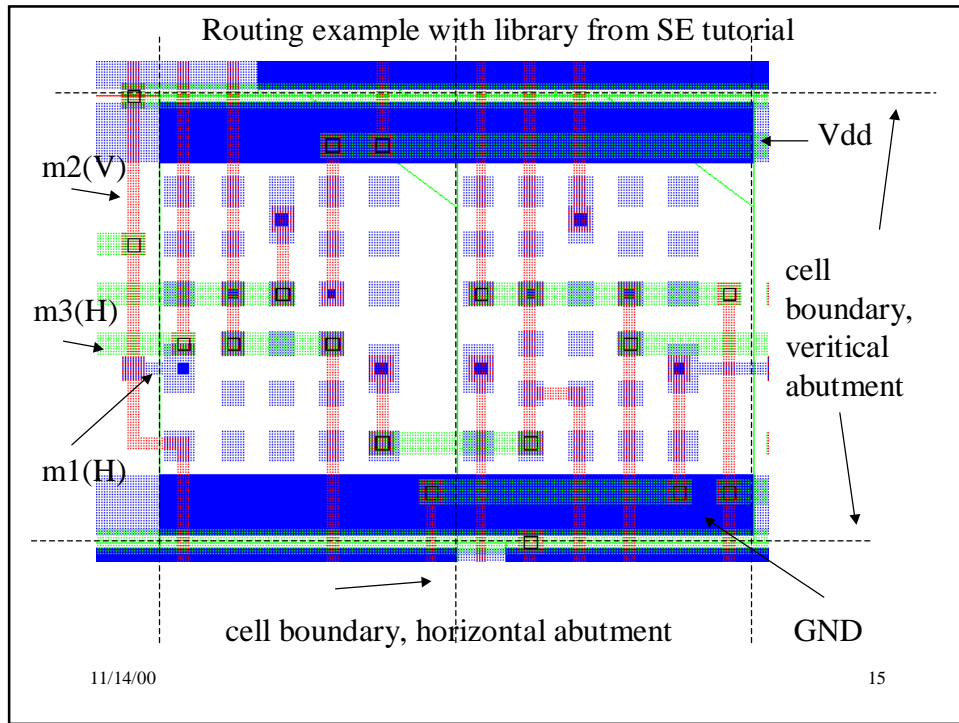 Routing example with library from SE tutorial
Vdd
m2(V)
m3(H)
cell
boundary,
veritical
abutment
m1(H)
cell boundary, horizontal abutment
GND
11/14/00
15